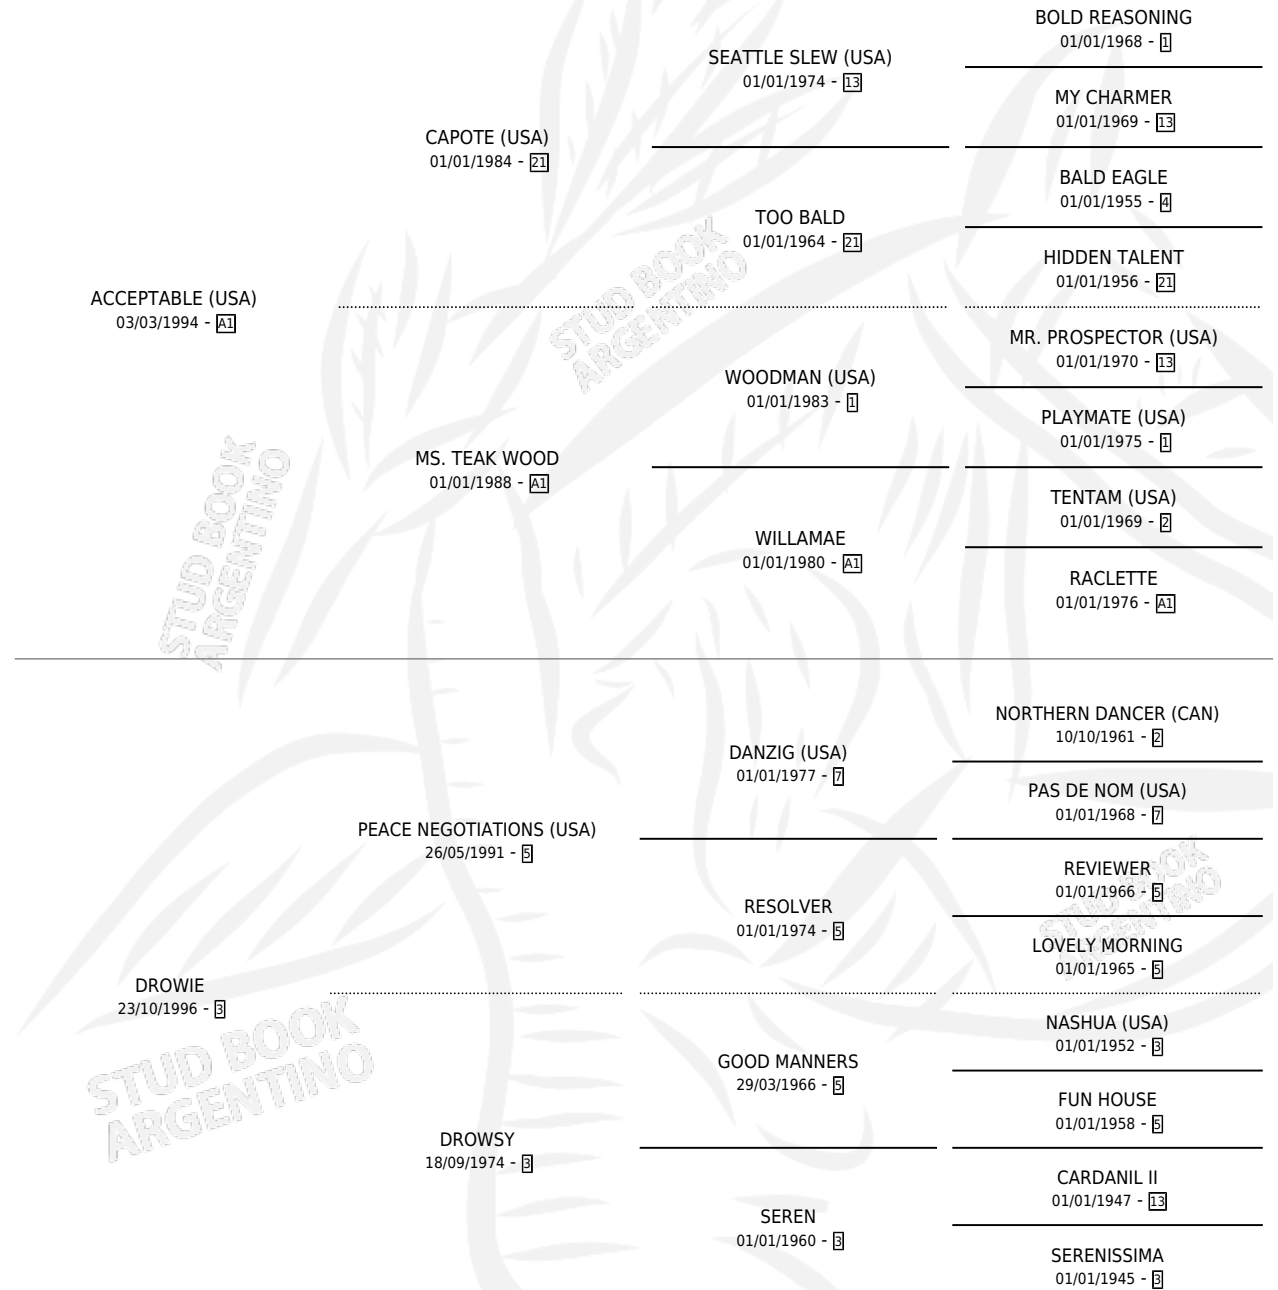 BOLD REASONING
01/01/1968 - 1
SEATTLE SLEW (USA)
01/01/1974 - 13
MY CHARMER
01/01/1969 - 13
CAPOTE (USA)
01/01/1984 - 21
BALD EAGLE
01/01/1955 - 4
TOO BALD
01/01/1964 - 21
HIDDEN TALENT
01/01/1956 - 21
ACCEPTABLE (USA)
03/03/1994 - A1
STUD BOOK
ARGENTINO
MR. PROSPECTOR (USA)
01/01/1970 - 13
WOODMAN (USA)
01/01/1983 - 1
PLAYMATE (USA)
01/01/1975 - 1
MS. TEAK WOOD
01/01/1988 - A1
TENTAM (USA)
01/01/1969 - 2
WILLAMAE
01/01/1980 - A1
RACLETTE
01/01/1976 - A1
STUD BOOK
ARGENTINO
NORTHERN DANCER (CAN)
10/10/1961 - 2
DANZIG (USA)
01/01/1977 - 7
PAS DE NOM (USA)
01/01/1968 - 7
PEACE NEGOTIATIONS (USA)
26/05/1991 - 5
REVIEWER
01/01/1966 - 5
RESOLVER
01/01/1974 - 5
LOVELY MORNING
01/01/1965 - 5
STUD BOOK
ARGENTINO
DROWIE
23/10/1996 - 3
NASHUA (USA)
01/01/1952 - 3
GOOD MANNERS
29/03/1966 - 5
FUN HOUSE
01/01/1958 - 5
STUD BOOK
ARGENTINO
DROWSY
18/09/1974 - 3
CARDANIL II
01/01/1947 - 13
SEREN
01/01/1960 - 3
SERENISSIMA
01/01/1945 - 3